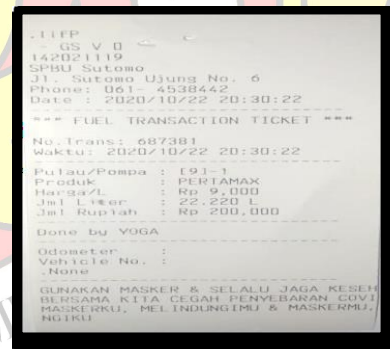 GS V 0
142021119
SPBU Sutomo
Jl. Sutomo Ujung No. 6
Phone: 061- 4538442
Date : 2020/10/22 20:30:22
*** FUEL TRANSACTION TICKET ***
No.Trans: 687381
Waktu: 2020/10/22 20:30:22
Pulau/Pompa : [9]-1
Produk : PERTAMAX
Harga/L : Rp 9,000
Jml Liter : 22.220 L
Jml Rupiah : Rp 200,000
Done by YOGA
Odometer :
Vehicle No. :
.None
GUNAKAN MASKER & SELALU JAGA KESEH
BERSAMA KITA CEGAH PENYEBARAN COVI
MASKERKU, MELINDUNGIMU & MASKERMU,
NGIKU